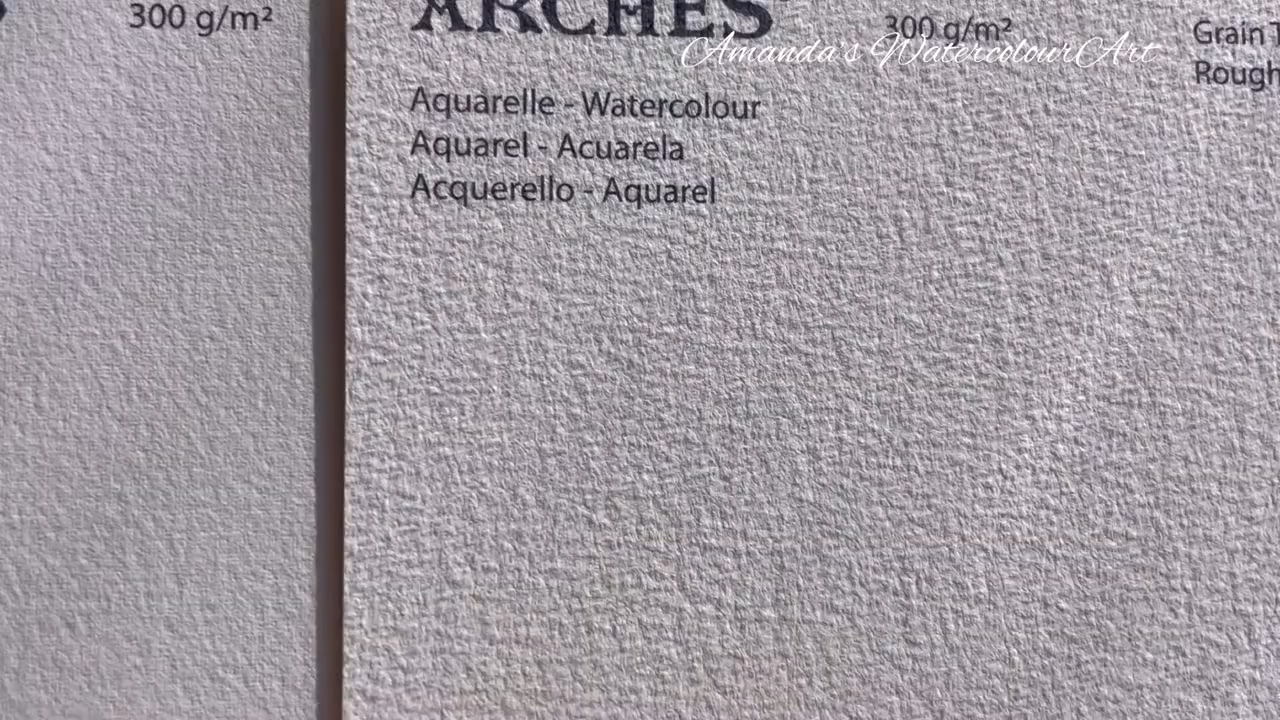 300 g/m²
ARCHES
300 g/m²
Amanda's WatercolourArt
Grain
Rough
Aquarelle - Watercolour
Aquarel - Acuarela
Acquerello - Aquarel